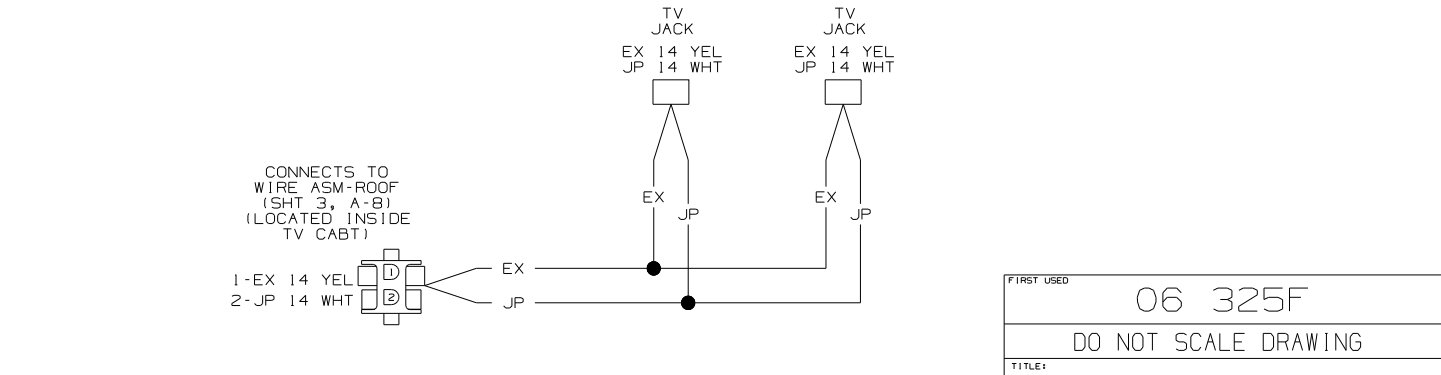 TV
JACK
EX 14 YEL
JP 14 WHT
TV
JACK
EX 14 YEL
JP 14 WHT
CONNECTS TO
WIRE ASM-ROOF
(SHT 3, A-8)
(LOCATED INSIDE
TV CABT)
EX
JP
EX
JP
1-EX 14 YEL
2-JP 14 WHT
1
2
EX
JP
FIRST USED
06 325F
DO NOT SCALE DRAWING
TITLE: